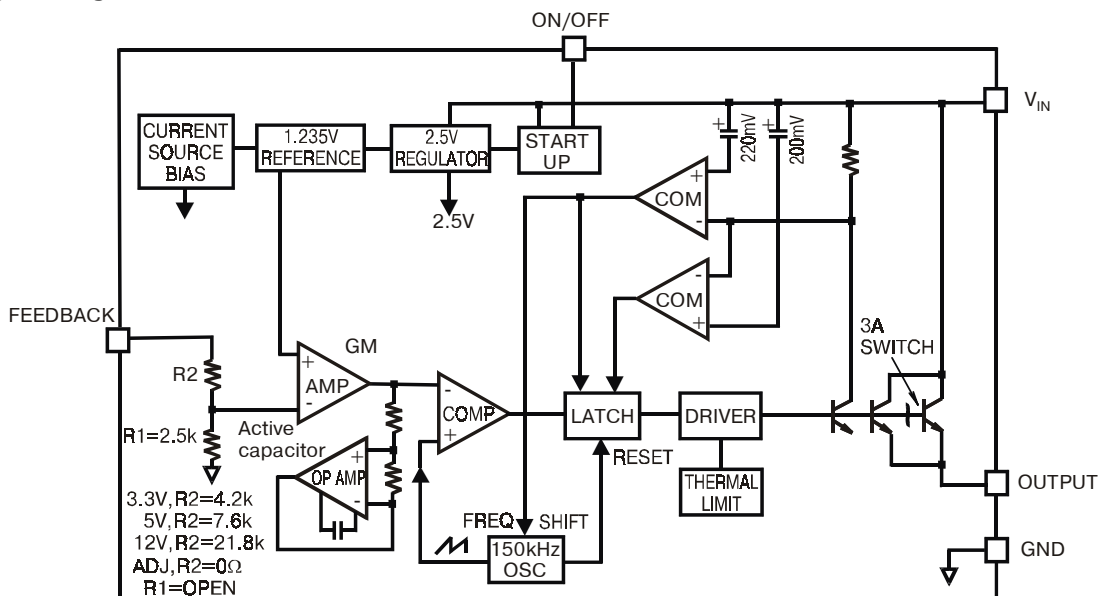 ON/OFF
V_IN
CURRENT
SOURCE
BIAS
1.235V
REFERENCE
2.5V
REGULATOR
START
UP
+
220mV
+
200mV
2.5V
+
COM
-
-
COM
+
FEEDBACK
R2
R1=2.5k
3.3V,R2=4.2k
5V,R2=7.6k
12V,R2=21.8k
ADJ,R2=0Ω
R1=OPEN
GM
+
AMP
-
Active
capacitor
+
OP AMP
-
-
COMP
+
LATCH
RESET
DRIVER
THERMAL
LIMIT
FREQ SHIFT
150kHz
OSC
3A
SWITCH
OUTPUT
GND